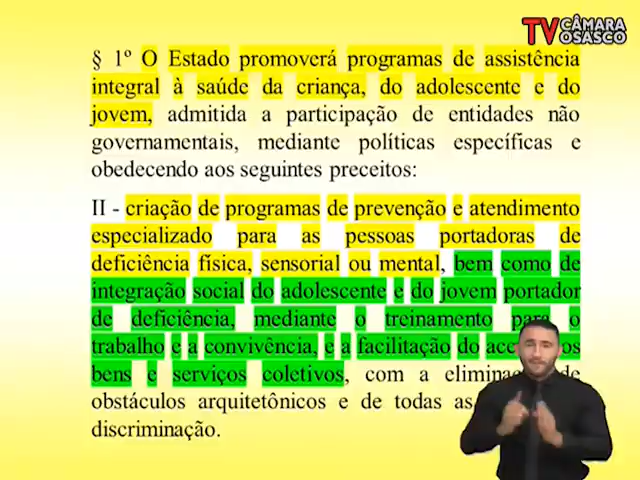 TV CÂMARA
OSASCO
§ 1º O Estado promoverá programas de assistência
integral à saúde da criança, do adolescente e do
jovem, admitida a participação de entidades não
governamentais, mediante políticas específicas e
obedecendo aos seguintes preceitos:
II - criação de programas de prevenção e atendimento
especializado para as pessoas portadoras de
deficiência física, sensorial ou mental, bem como de
integração social do adolescente e do jovem portador
de deficiência, mediante o treinamento para o
trabalho e a convivência, e a facilitação do
bens e serviços coletivos, com a
obstáculos arquitetônicos e de todas as
discriminação.